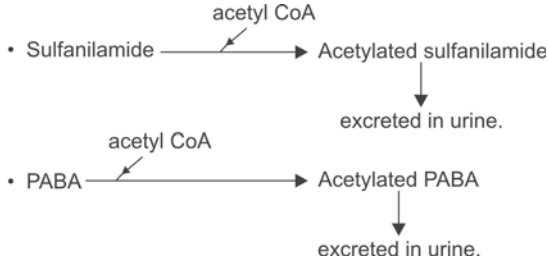 acetyl CoA
• Sulfanilamide Acetylated sulfanilamide
excreted in urine.
acetyl CoA
• PABA Acetylated PABA
excreted in urine.